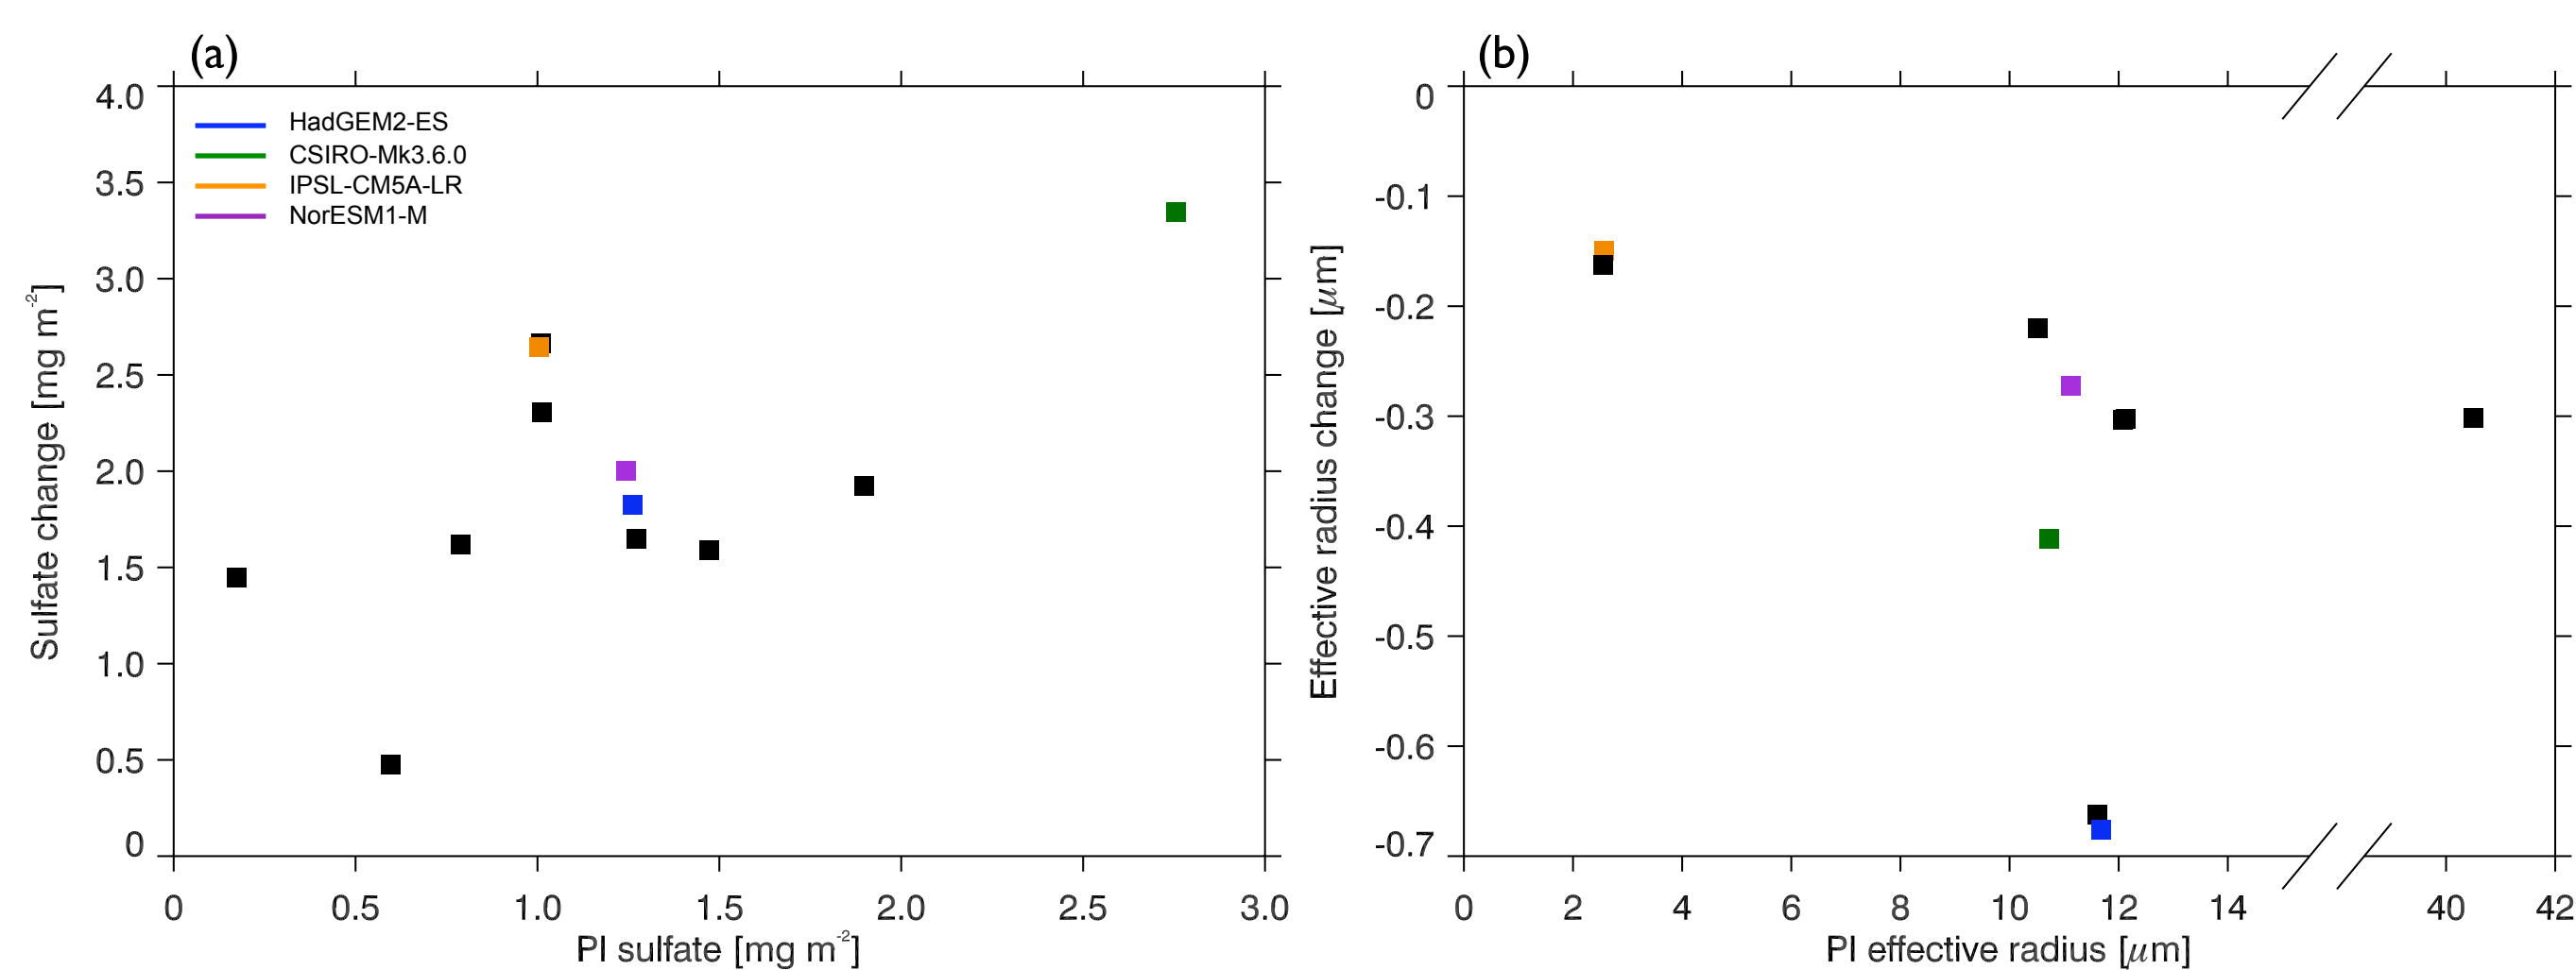 (a)
4.0
3.5
3.0
2.5
2.0
1.5
1.0
0.5
0
Sulfate change [mg m-2]
HadGEM2-ES
CSIRO-Mk3.6.0
IPSL-CM5A-LR
NorESM1-M
0 0.5 1.0 1.5 2.0 2.5 3.0
PI sulfate [mg m-2]
(b)
0
-0.1
-0.2
-0.3
-0.4
-0.5
-0.6
-0.7
Effective radius change [μm]
0 2 4 6 8 10 12 14 40 42
PI effective radius [μm]